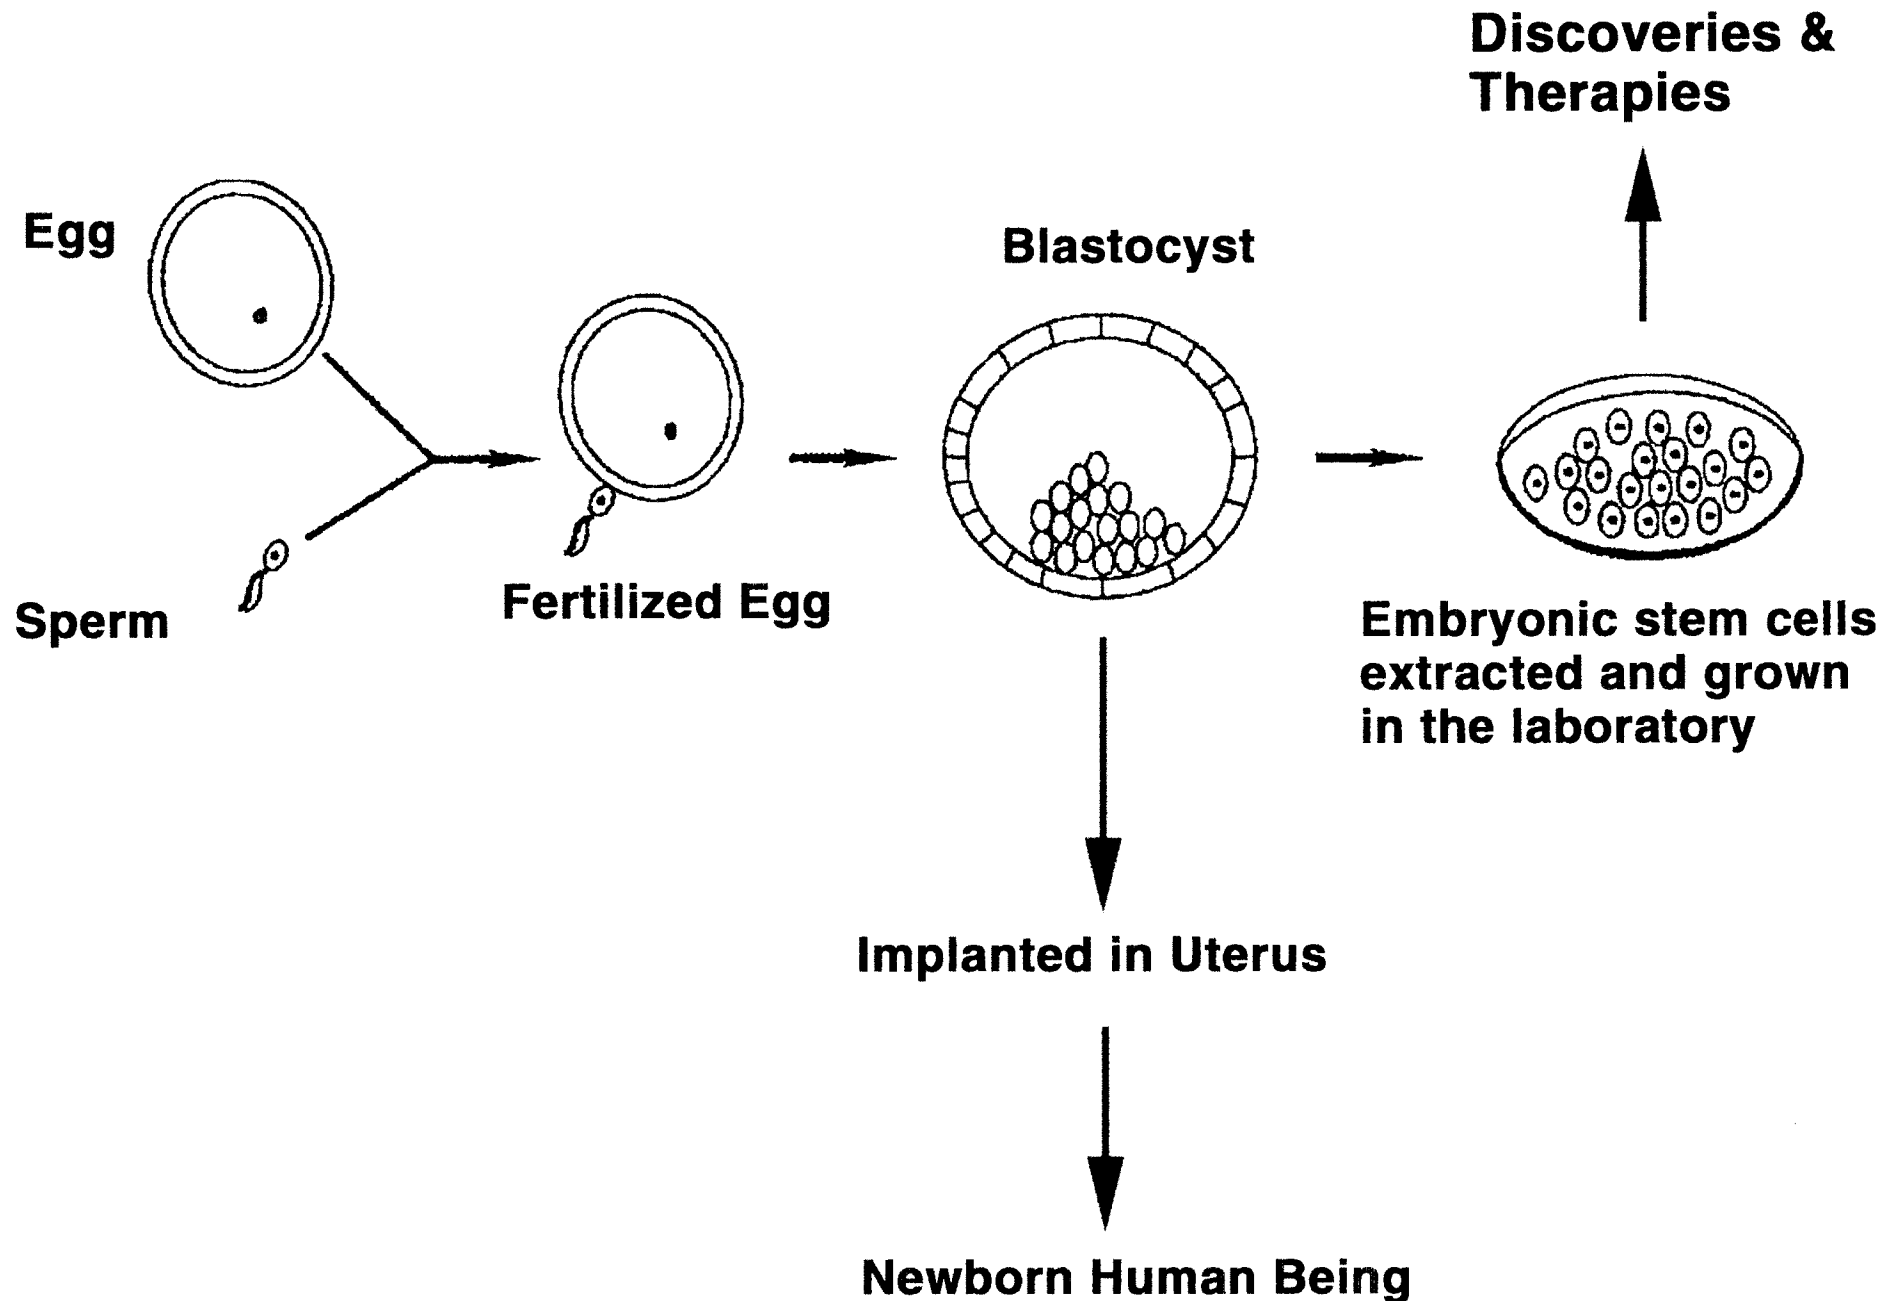 Discoveries &
Therapies
Egg
Blastocyst
Sperm
Fertilized Egg
Embryonic stem cells
extracted and grown
in the laboratory
Implanted in Uterus
Newborn Human Being